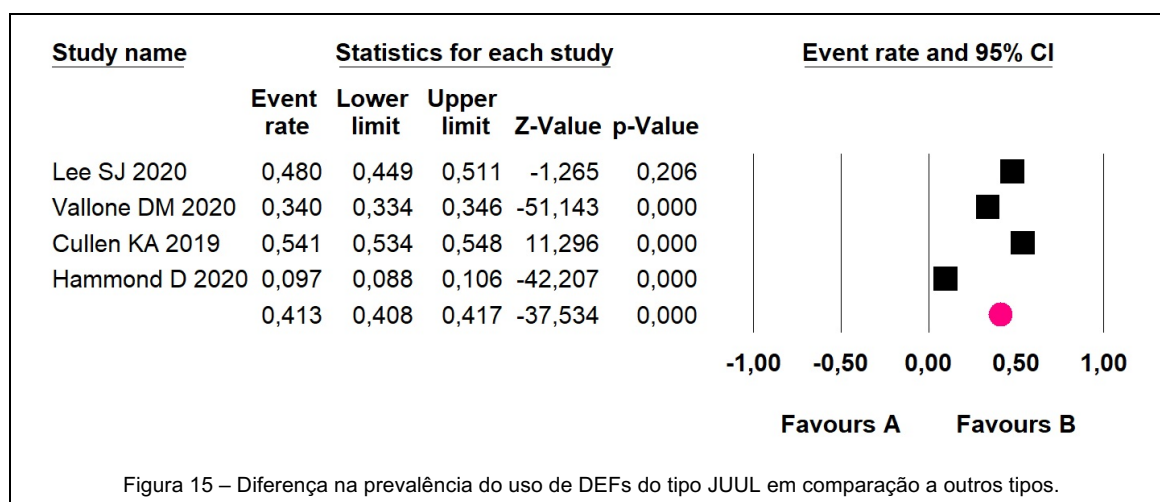 Study name Statistics for each study Event rate and 95% CI
Event Lower Upper
rate limit limit Z-Value p-Value
Lee SJ 2020 0,480 0,449 0,511 -1,265 0,206
Vallone DM 2020 0,340 0,334 0,346 -51,143 0,000
Cullen KA 2019 0,541 0,534 0,548 11,296 0,000
Hammond D 2020 0,097 0,088 0,106 -42,207 0,000
0,413 0,408 0,417 -37,534 0,000
-1,00 -0,50 0,00 0,50 1,00
Favours A Favours B
Figura 15 – Diferença na prevalência do uso de DEFs do tipo JUUL em comparação a outros tipos.